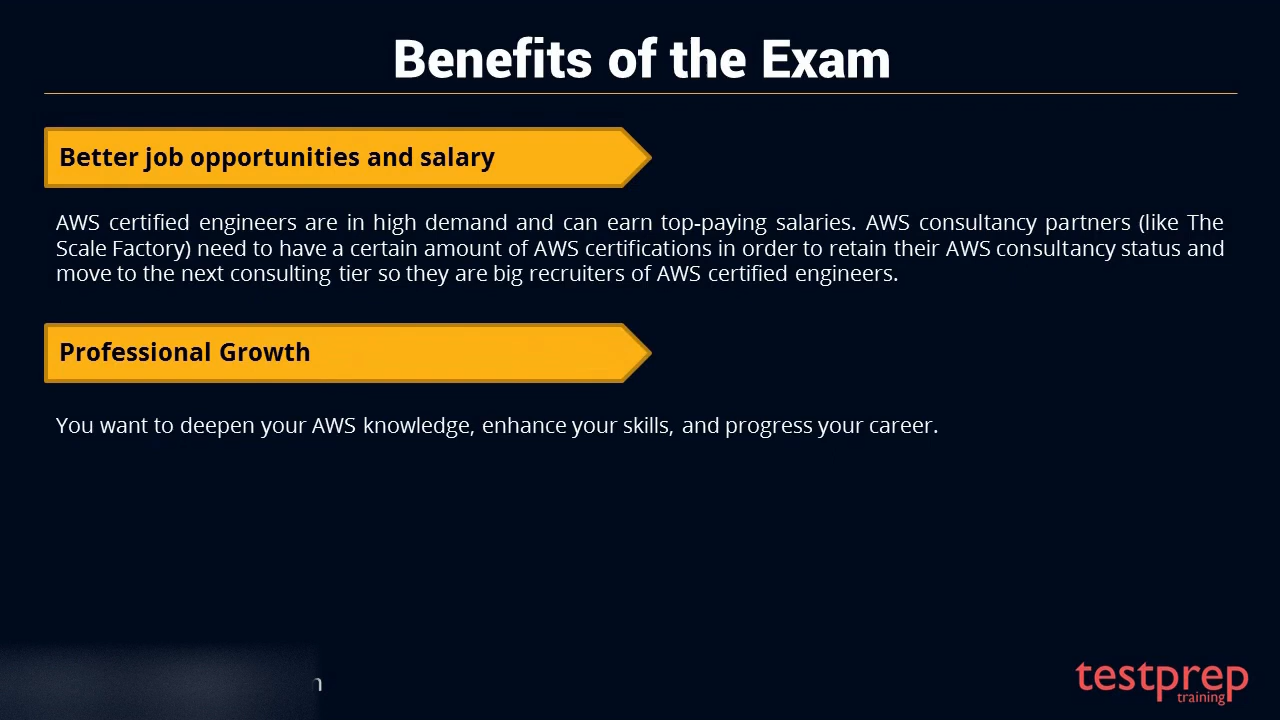 Benefits of the Exam
Better job opportunities and salary
AWS certified engineers are in high demand and can earn top-paying salaries. AWS consultancy partners (like The
Scale Factory) need to have a certain amount of AWS certifications in order to retain their AWS consultancy status and
move to the next consulting tier so they are big recruiters of AWS certified engineers.
Professional Growth
You want to deepen your AWS knowledge, enhance your skills, and progress your career.
testprep
training